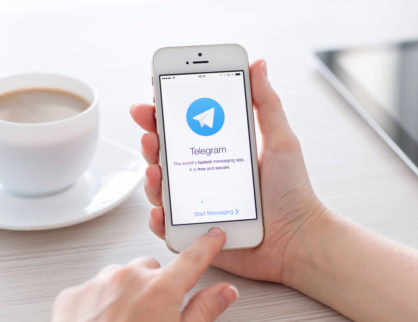 Telegram
The world's fastest messaging app.
It is free and secure.
Start Messaging